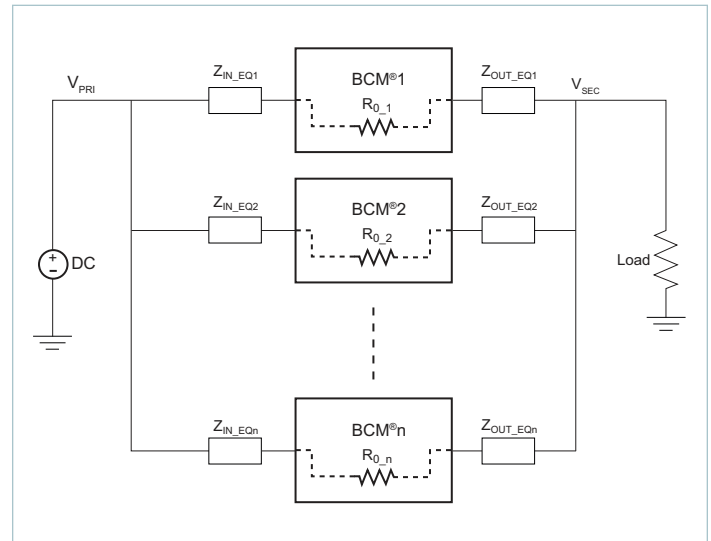 V_PRI
Z_IN_EQ1
BCM®1
R_0_1
Z_OUT_EQ1
V_SEC
Z_IN_EQ2
BCM®2
R_0_2
Z_OUT_EQ2
+
−
DC
Load
Z_IN_EQn
BCM®n
R_0_n
Z_OUT_EQn